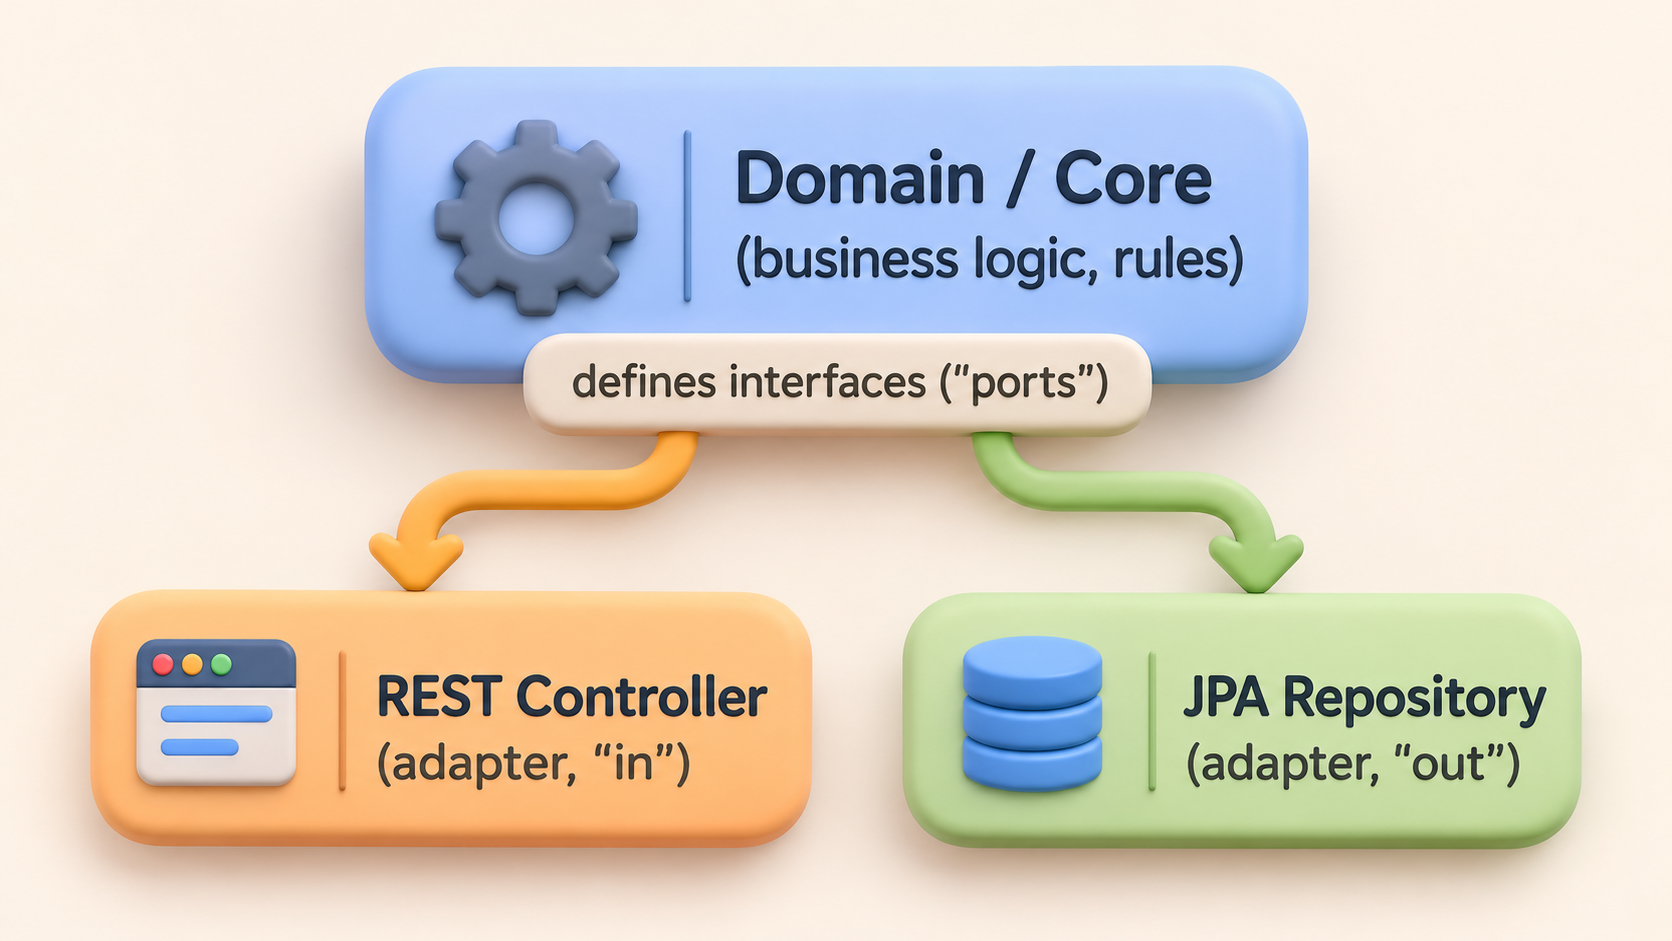 Domain / Core
(business logic, rules)
defines interfaces (“ports”)
REST Controller
(adapter, “in”)
JPA Repository
(adapter, “out”)